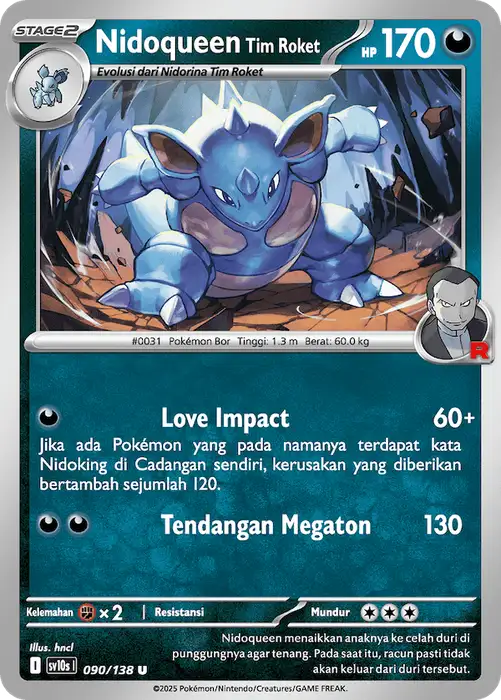 STAGE2
Nidoqueen Tim Roket HP 170
Evolusi dari Nidorina Tim Roket
R
#0031 Pokémon Bor Tinggi: 1.3 m Berat: 60.0 kg
Love Impact 60+
Jika ada Pokémon yang pada namanya terdapat kata
Nidoking di Cadangan sendiri, kerusakan yang diberikan
bertambah sejumlah 120.
Tendangan Megaton 130
Kelemahan ×2 Resistansi Mundur
Illus. hncl
Nidoqueen menaikkan anaknya ke celah duri di
punggungnya agar tenang. Pada saat itu, racun pasti tidak
akan keluar dari duri tersebut.
I sv10s I 090/138 U
©2025 Pokémon/Nintendo/Creatures/GAME FREAK.